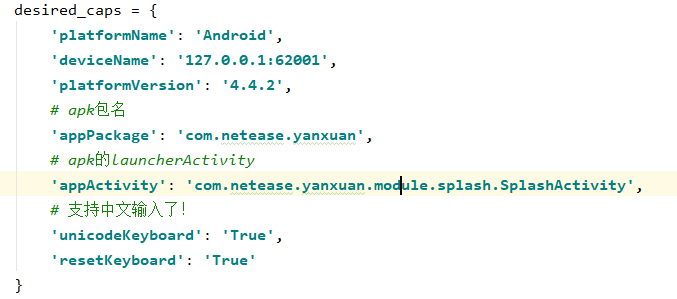 desired_caps = {
    'platformName': 'Android',
    'deviceName': '127.0.0.1:62001',
    'platformVersion': '4.4.2',
    # apk包名
    'appPackage': 'com.netease.yanxuan',
    # apk的launcherActivity
    'appActivity': 'com.netease.yanxuan.module.splash.SplashActivity',
    # 支持中文输入了!
    'unicodeKeyboard': 'True',
    'resetKeyboard': 'True'
}